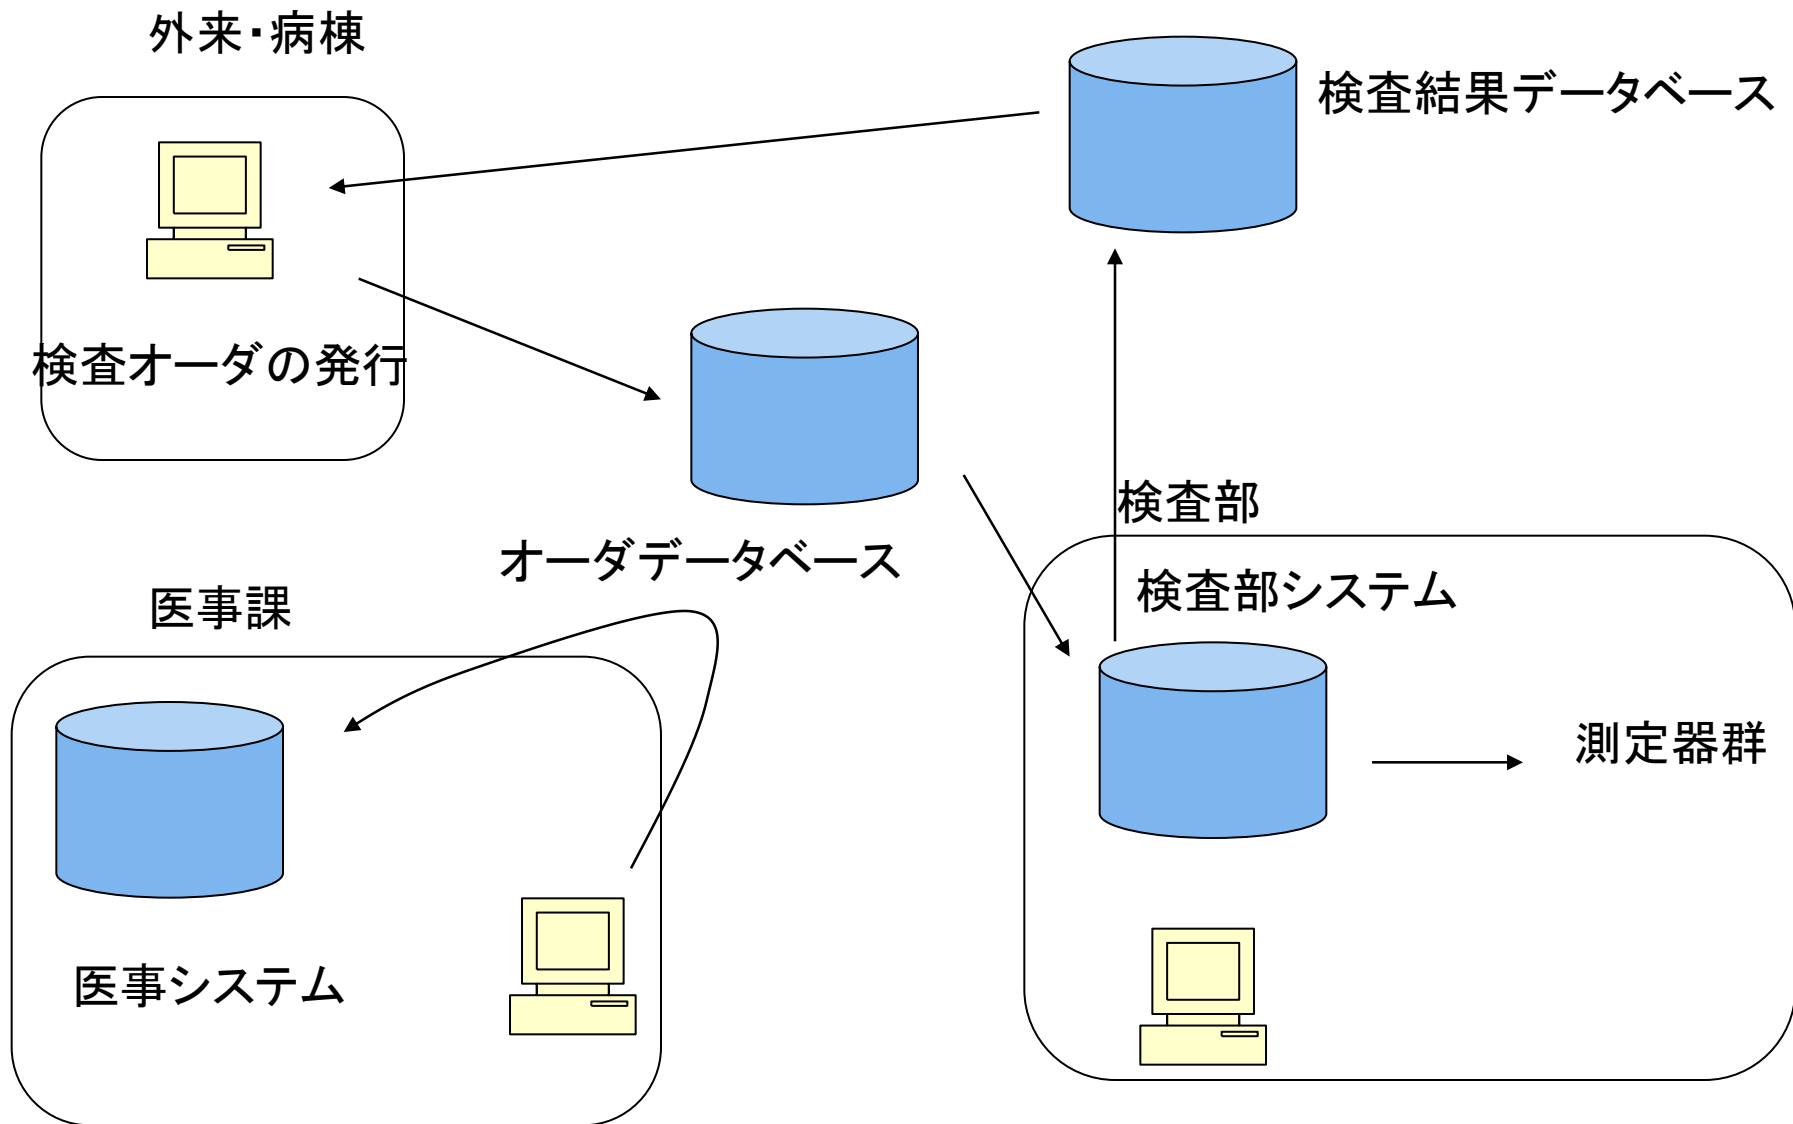 外来・病棟
検査結果データベース
検査オーダの発行
検査部
オーダデータベース
検査部システム
医事課
測定器群
医事システム